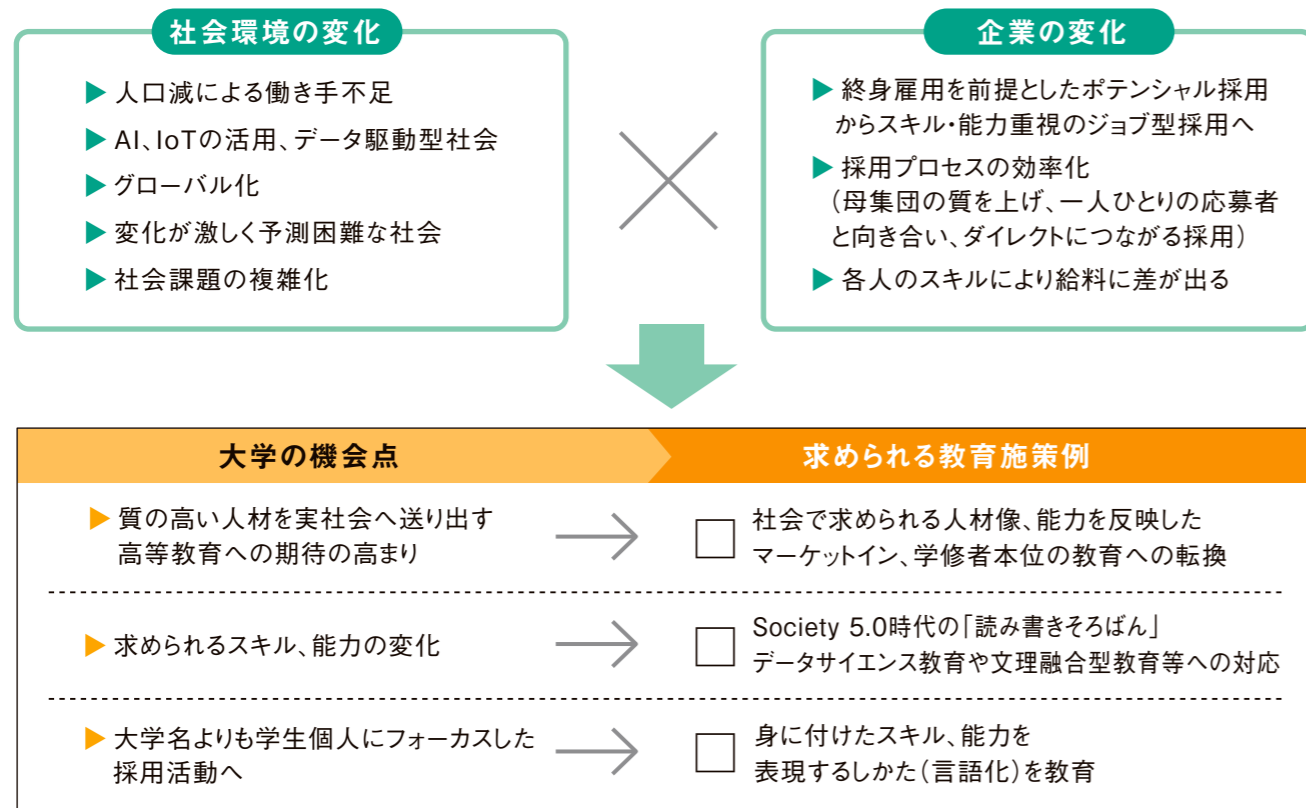 社会環境の変化
▶ 人口減による働き手不足
▶ AI、IoTの活用、データ駆動型社会
▶ グローバル化
▶ 変化が激しく予測困難な社会
▶ 社会課題の複雑化
企業の変化
▶ 終身雇用を前提としたポテンシャル採用
からスキル・能力重視のジョブ型採用へ
▶ 採用プロセスの効率化
（母集団の質を上げ、一人ひとりの応募者
と向き合い、ダイレクトにつながる採用）
▶ 各人のスキルにより給料に差が出る
大学の機会点
求められる教育施策例
▶ 質の高い人材を実社会へ送り出す
高等教育への期待の高まり
社会で求められる人材像、能力を反映した
マーケットイン、学修者本位の教育への転換
▶ 求められるスキル、能力の変化
Society 5.0時代の「読み書きそろばん」
データサイエンス教育や文理融合型教育等への対応
▶ 大学名よりも学生個人にフォーカスした
採用活動へ
身に付けたスキル、能力を
表現するしかた（言語化）を教育